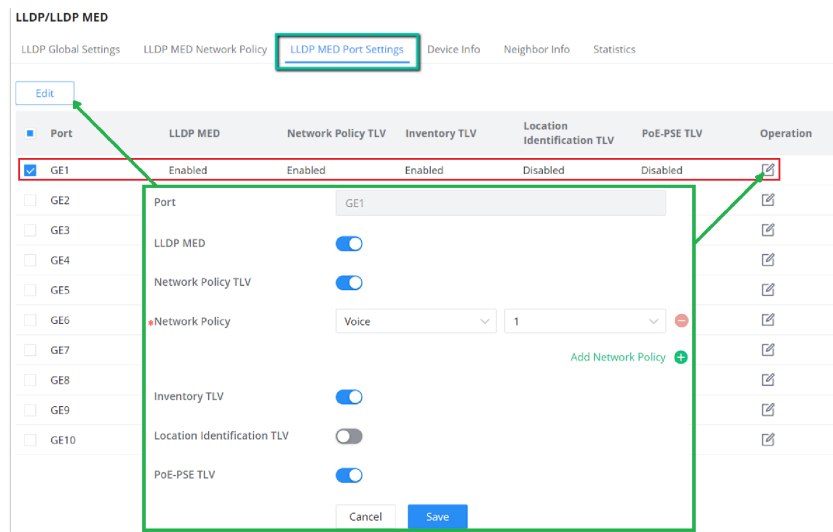 LLDP/LLDP MED
LLDP Global Settings LLDP MED Network Policy LLDP MED Port Settings Device Info Neighbor Info Statistics
Edit
Port LLDP MED Network Policy TLV Inventory TLV Location Identification TLV PoE-PSE TLV Operation
GE1 Enabled Enabled Enabled Disabled Disabled
GE2
GE3
GE4
GE5
GE6
GE7
GE8
GE9
GE10
Port GE1
LLDP MED
Network Policy TLV
*Network Policy Voice 1
Add Network Policy
Inventory TLV
Location Identification TLV
PoE-PSE TLV
Cancel Save